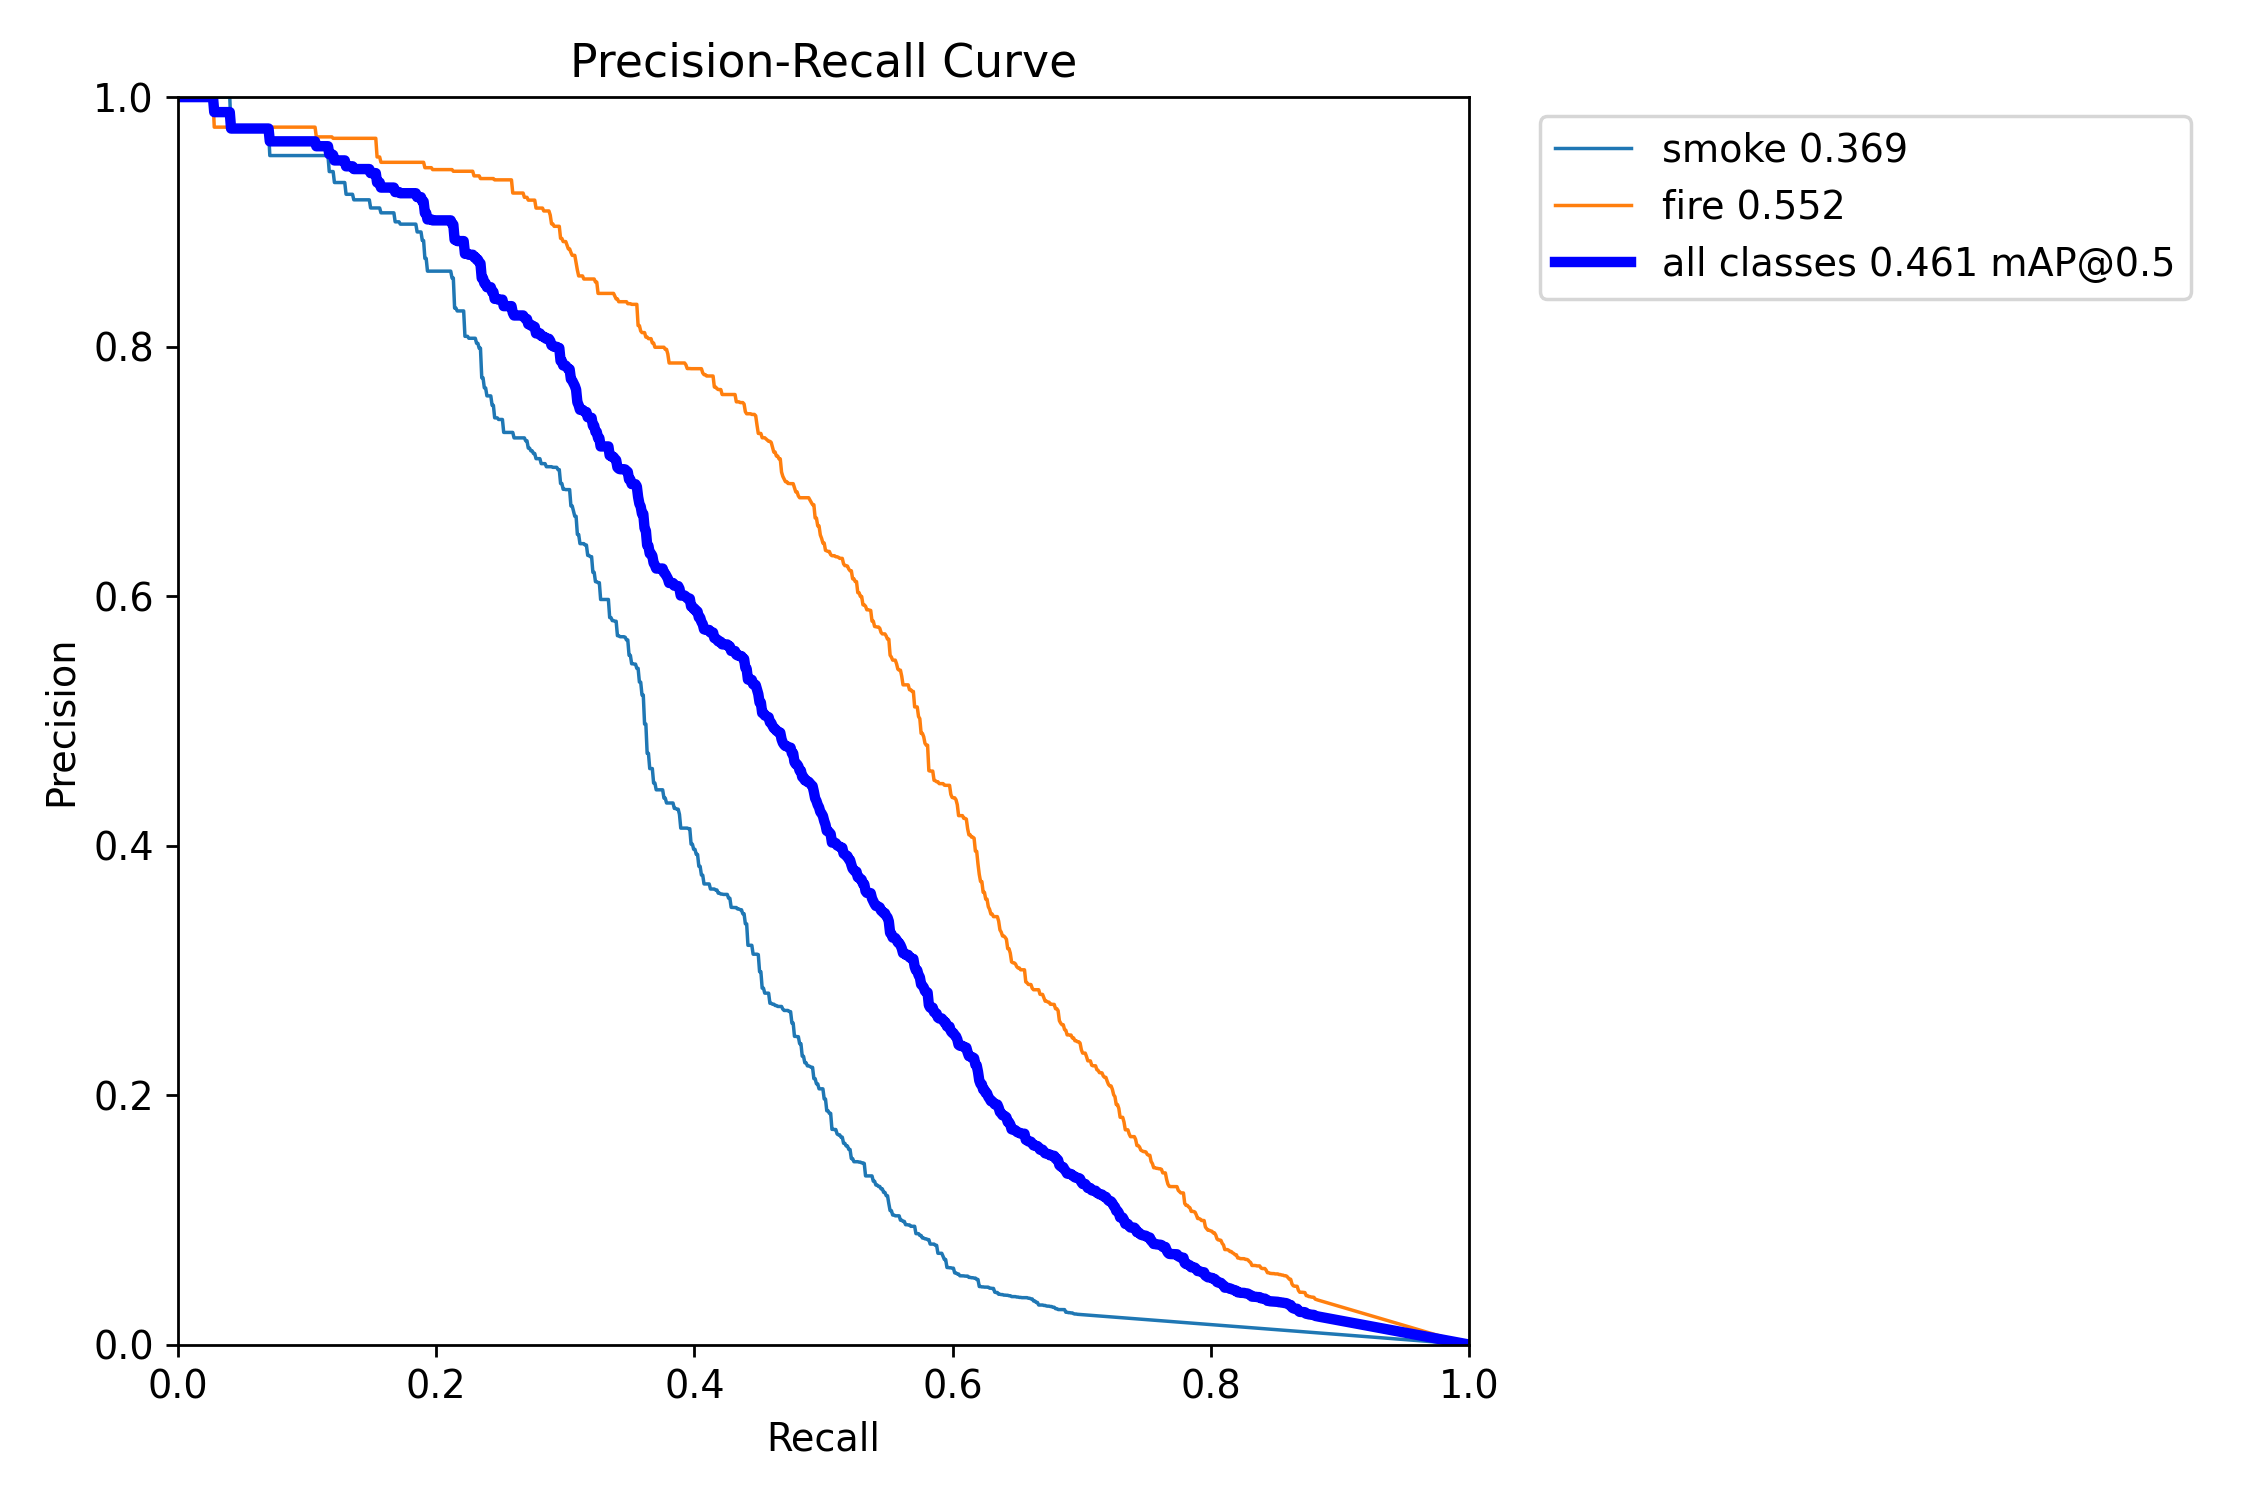 Precision-Recall Curve
smoke 0.369
fire 0.552
all classes 0.461 mAP@0.5
1.0
0.8
0.6
0.4
0.2
0.0
Precision
0.0 0.2 0.4 0.6 0.8 1.0
Recall